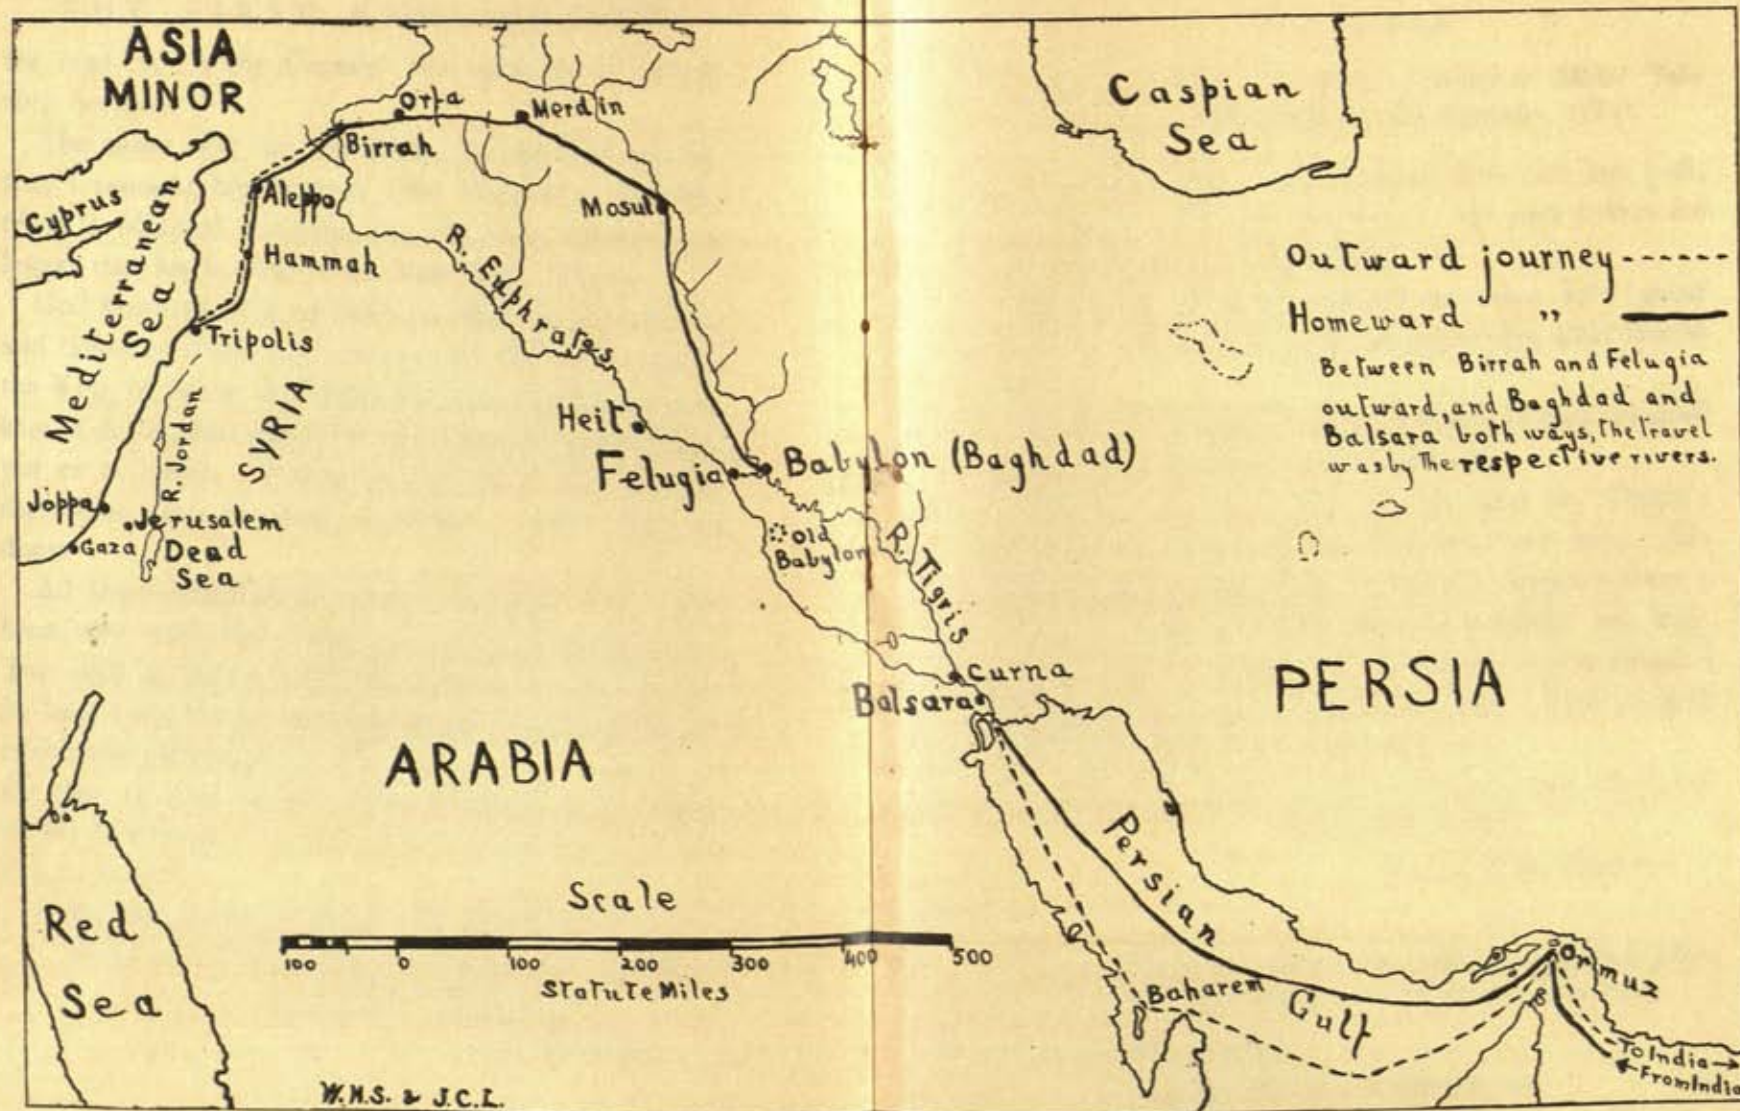 ASIA
MINOR
Orfa
Merdin
Birrah
Caspian
Sea
Cyprus
Mediterranean
Sea
Aleppo
Mosul
Hammah
R. Euphrates
Outward journey ------
Homeward " ———
Between Birrah and Felugia
outward, and Baghdad and
Balsara both ways, the travel
was by the respective rivers.
Tripolis
R. Jordan
SYRIA
Heit
Felugia
Babylon (Baghdad)
Joppa
Jerusalem
Gaza
Dead
Sea
Old
Babylon
R. Tigris
Curna
Balsara
PERSIA
ARABIA
Persian
Gulf
Red
Sea
Scale
100 0 100 200 300 400 500
Statute Miles
Baharem
Ormuz
To India
From India
W.H.S. & J.C.L.